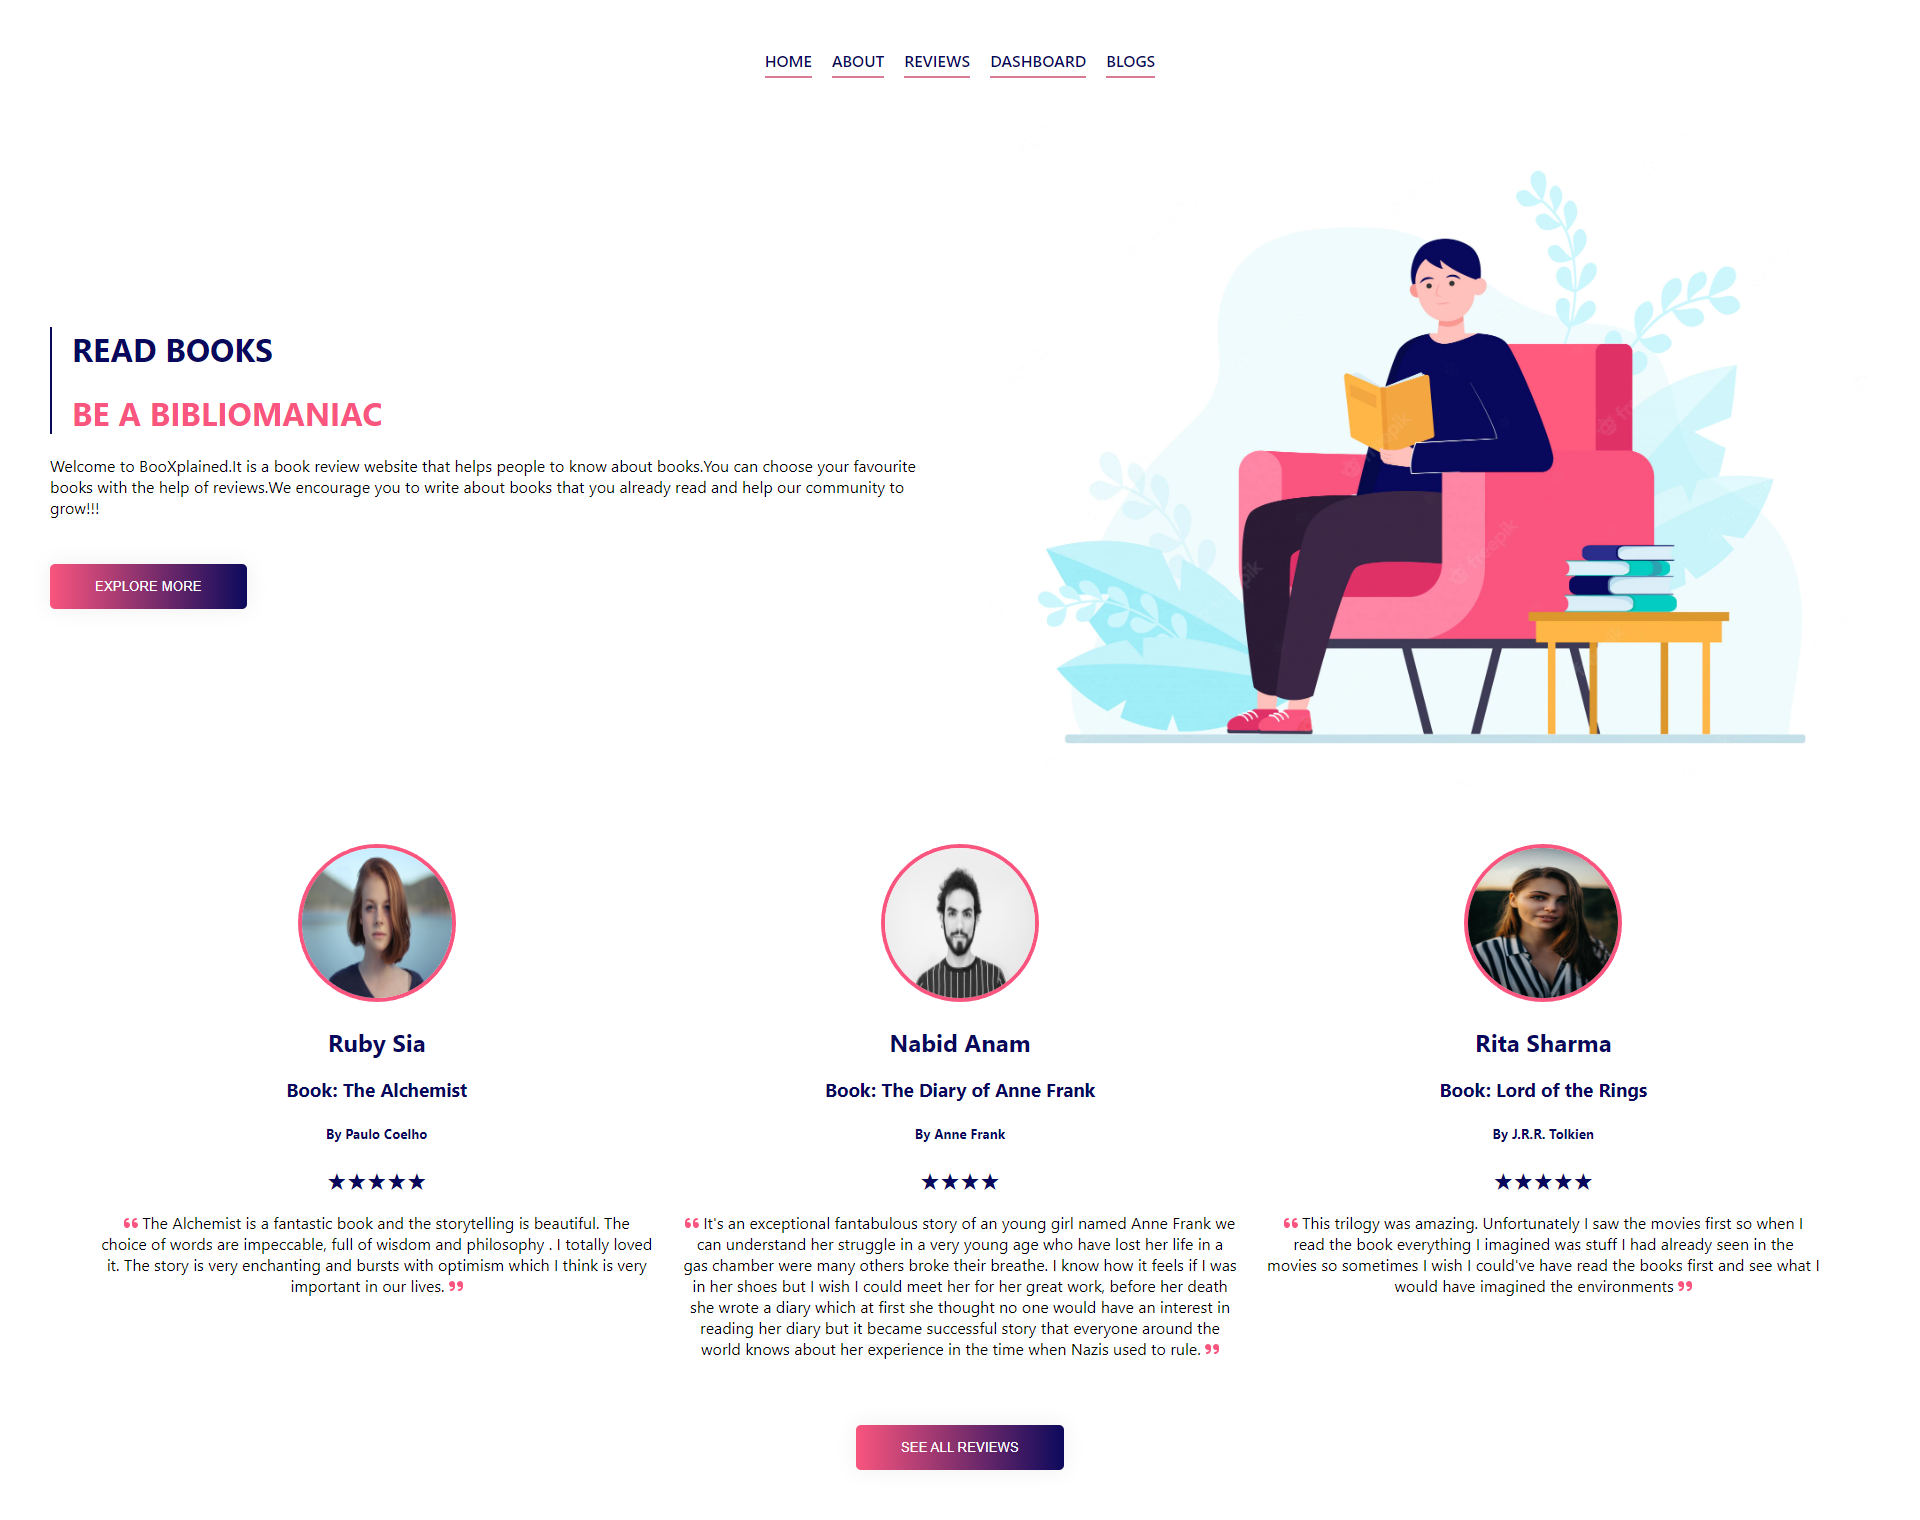 HOME ABOUT REVIEWS DASHBOARD BLOGS
READ BOOKS
BE A BIBLIOMANIAC
Welcome to BooXplained.It is a book review website that helps people to know about books.You can choose your favourite
books with the help of reviews.We encourage you to write about books that you already read and help our community to
grow!!!
EXPLORE MORE
freepik
Ruby Sia
Book: The Alchemist
By Paulo Coelho
★★★★★
❝ The Alchemist is a fantastic book and the storytelling is beautiful. The
choice of words are impeccable, full of wisdom and philosophy . I totally loved
it. The story is very enchanting and bursts with optimism which I think is very
important in our lives. ❞
Nabid Anam
Book: The Diary of Anne Frank
By Anne Frank
★★★★
❝ It's an exceptional fantabulous story of an young girl named Anne Frank we
can understand her struggle in a very young age who have lost her life in a
gas chamber were many others broke their breathe. I know how it feels if I was
in her shoes but I wish I could meet her for her great work, before her death
she wrote a diary which at first she thought no one would have an interest in
reading her diary but it became successful story that everyone around the
world knows about her experience in the time when Nazis used to rule. ❞
Rita Sharma
Book: Lord of the Rings
By J.R.R. Tolkien
★★★★★
❝ This trilogy was amazing. Unfortunately I saw the movies first so when I
read the book everything I imagined was stuff I had already seen in the
movies so sometimes I wish I could've have read the books first and see what I
would have imagined the environments ❞
SEE ALL REVIEWS